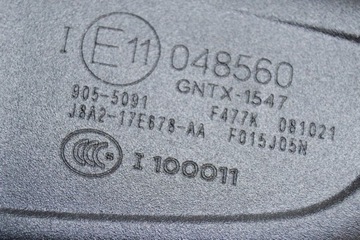 I E11 048560
GNTX-1547
905-5091 F477K 081021
J8A2-17E678-AA F015J05N
CCC S I 100011